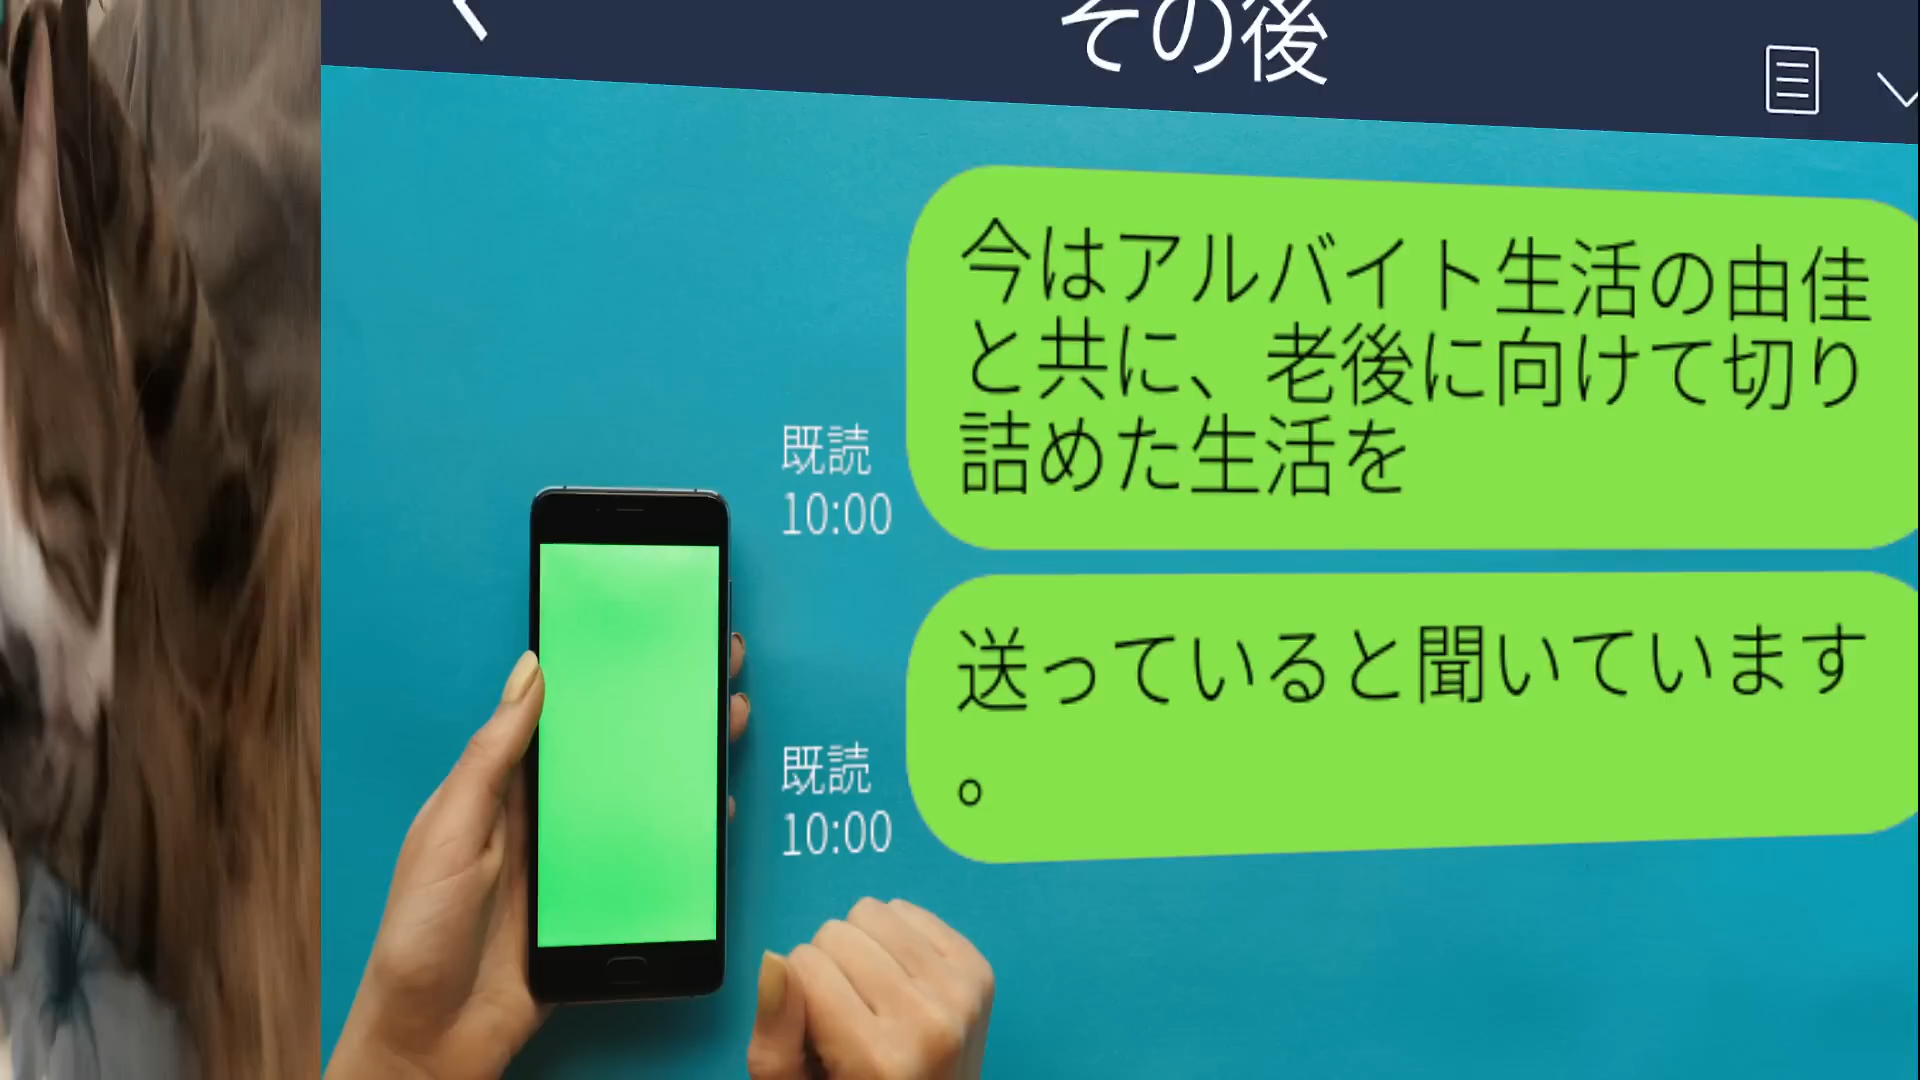 その後
今はアルバイト生活の由佳
と共に、老後に向けて切り
詰めた生活を
既読
10:00
送っていると聞いています
。
既読
10:00